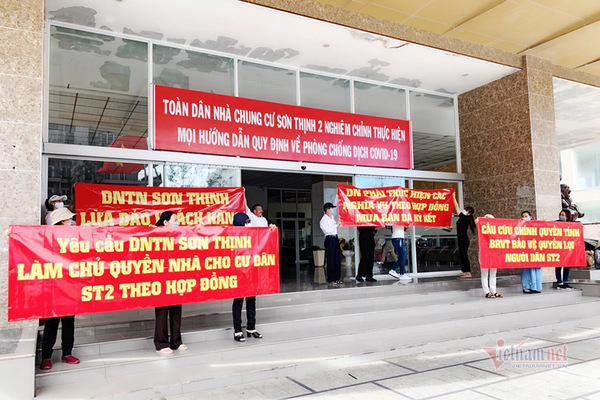 TOÀN DÂN NHÀ CHUNG CƯ SƠN THỊNH 2 NGHIÊM CHỈNH THỰC HIỆN
MỌI HƯỚNG DẪN QUY ĐỊNH VỀ PHÒNG CHỐNG DỊCH COVID-19
DNTN SƠN THỊNH
LỪA ĐẢO KHÁCH HÀNG
Yêu cầu DNTN SƠN THỊNH
LÀM CHỦ QUYỀN NHÀ CHO CƯ DÂN
ST2 THEO HỢP ĐỒNG
DN PHẢI THỰC HIỆN CÁC
NGHĨA VỤ THEO HỢP ĐỒNG
MUA BÁN ĐÃ KÍ KẾT
CẦU CỨU CHÍNH QUYỀN TỈNH
BRVT BẢO VỆ QUYỀN LỢI
NGƯỜI DÂN ST2
vietnamnet
VIETNAMNET.VN